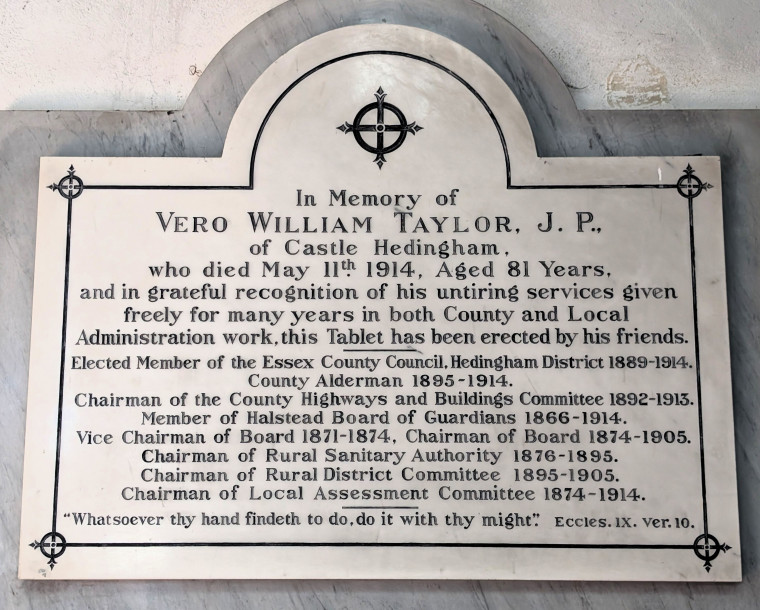 In Memory of
VERO WILLIAM TAYLOR, J. P.,
of Castle Hedingham,
who died May 11th 1914, Aged 81 Years,
and in grateful recognition of his untiring services given
freely for many years in both County and Local
Administration work, this Tablet has been erected by his friends.
Elected Member of the Essex County Council, Hedingham District 1889-1914.
County Alderman 1895-1914.
Chairman of the County Highways and Buildings Committee 1892-1913.
Member of Halstead Board of Guardians 1866-1914.
Vice Chairman of Board 1871-1874, Chairman of Board 1874-1905.
Chairman of Rural Sanitary Authority 1876-1895.
Chairman of Rural District Committee 1895-1905.
Chairman of Local Assessment Committee 1874-1914.
"Whatsoever thy hand findeth to do, do it with thy might". Eccles. IX. Ver. 10.